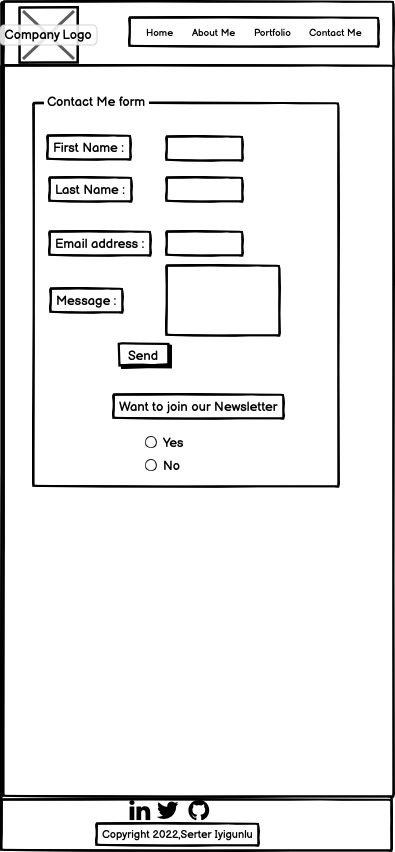 Company Logo
Home About Me Portfolio Contact Me
Contact Me form
First Name :
Last Name :
Email address :
Message :
Send
Want to join our Newsletter
Yes
No
in
Copyright 2022,Serter Iyigunlu